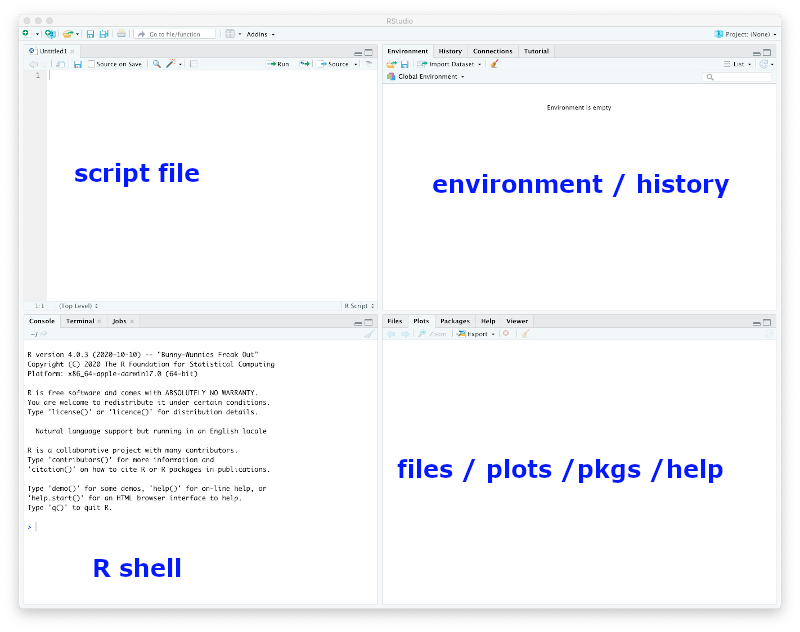 RStudio
Go to file/function
Addins
Project: (None)
Untitled1
Source on Save
Run
Source
1
script file
1:1 (Top Level)
R Script
Environment History Connections Tutorial
Import Dataset
List
Global Environment
Environment is empty
environment / history
Console Terminal Jobs
~/
R version 4.0.3 (2020-10-10) -- "Bunny-Wunnies Freak Out"
Copyright (C) 2020 The R Foundation for Statistical Computing
Platform: x86_64-apple-darwin17.0 (64-bit)
R is free software and comes with ABSOLUTELY NO WARRANTY.
You are welcome to redistribute it under certain conditions.
Type 'license()' or 'licence()' for distribution details.
Natural language support but running in an English locale
R is a collaborative project with many contributors.
Type 'contributors()' for more information and
'citation()' on how to cite R or R packages in publications.
Type 'demo()' for some demos, 'help()' for on-line help, or
'help.start()' for an HTML browser interface to help.
Type 'q()' to quit R.
>
R shell
Files Plots Packages Help Viewer
Zoom Export
files / plots /pkgs /help